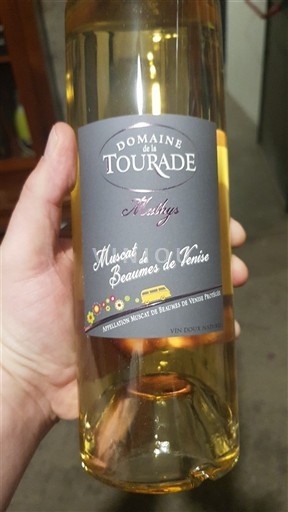 DOMAINE
de la
TOURADE
Mathys
Muscat de
Beaumes de Venise
APPELLATION MUSCAT DE BEAUMES DE VENISE PROTÉGÉE
VIN DOUX NATUREL